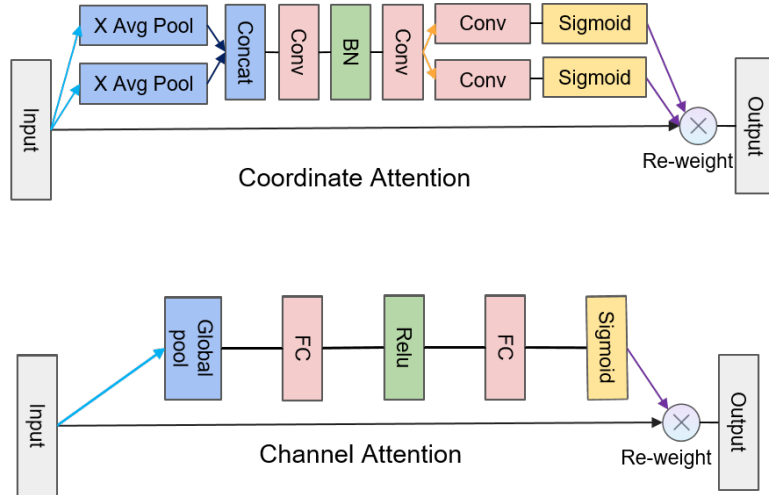 Input
X Avg Pool
X Avg Pool
Concat
Conv
BN
Conv
Conv
Conv
Sigmoid
Sigmoid
Re-weight
Output
Coordinate Attention
Input
Global
pool
FC
Relu
FC
Sigmoid
Re-weight
Output
Channel Attention